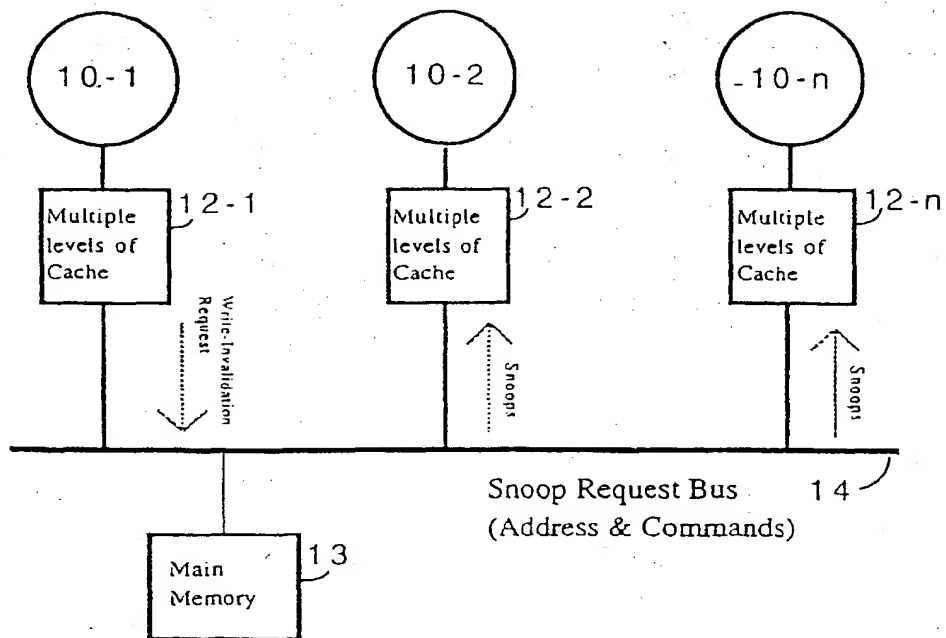 10-1
10-2
10-n
12-1
12-2
12-n
Multiple
levels of
Cache
Multiple
levels of
Cache
Multiple
levels of
Cache
Write-Invalidation
Request
Snoops
Snoops
Snoop Request Bus
(Address & Commands)
14
13
Main
Memory